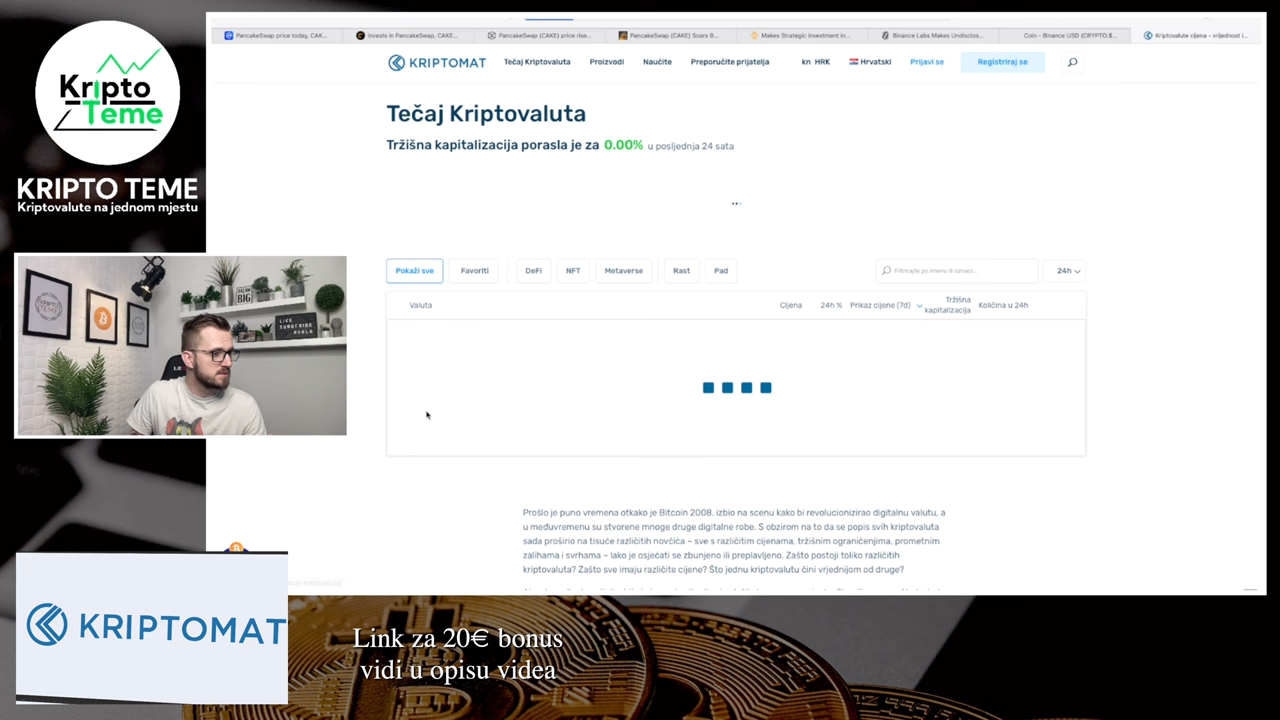 Kripto
Teme
KRIPTO TEME
Kriptovalute na jednom mjestu
PancakeSwap price today, CAK...
Invests in PancakeSwap, CAKE...
PancakeSwap (CAKE) price rise...
PancakeSwap (CAKE) Soars 9...
Makes Strategic Investment in...
Binance Labs Makes Undisclos...
Coin - Binance USD (CRYPTO:$...
Kriptovalute cijena – vrijednost i...
KRIPTOMAT
Tečaj Kriptovaluta
Proizvodi
Naučite
Preporučite prijatelja
kn HRK
Hrvatski
Prijavi se
Registriraj se
Tečaj Kriptovaluta
Tržišna kapitalizacija porasla je za 0.00% u posljednja 24 sata
Pokaži sve
Favoriti
DeFi
NFT
Metaverse
Rast
Pad
Filtrirajte po imenu ili oznaci...
24h
Valuta
Cijena
24h %
Prikaz cijene (7d)
Tržišna
kapitalizacija
Količina u 24h
DREAM
BIG
LIKE
SUBSCRIBE
HVALA
Prošlo je puno vremena otkako je Bitcoin 2008. izbio na scenu kako bi revolucionizirao digitalnu valutu, a
u međuvremenu su stvorene mnoge druge digitalne robe. S obzirom na to da se popis svih kriptovaluta
sada proširio na tisuće različitih novčića – sve s različitim cijenama, tržišnim ograničenjima, prometnim
zalihama i svrhama – lako je osjećati se zbunjeno ili preplavljeno. Zašto postoji toliko različitih
kriptovaluta? Zašto sve imaju različite cijene? Što jednu kriptovalutu čini vrjednijom od druge?
KRIPTOMAT
Link za 20€ bonus
vidi u opisu videa